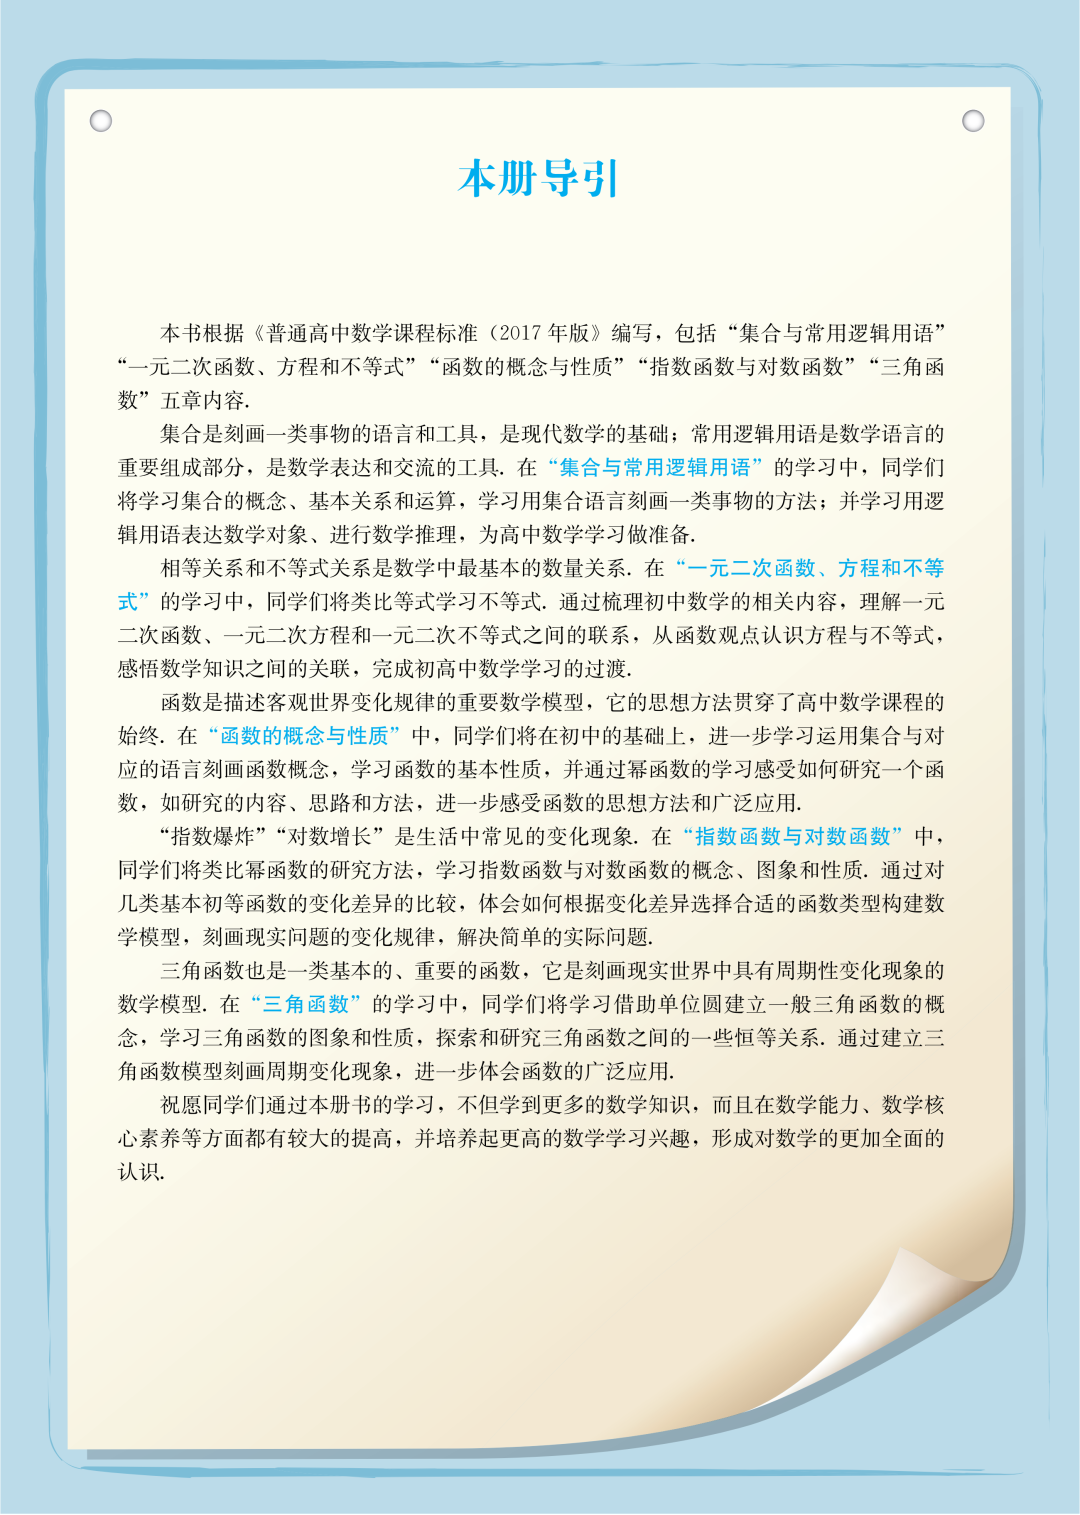 本册导引
本书根据《普通高中数学课程标准（2017 年版》编写，包括“集合与常用逻辑用语”
“一元二次函数、方程和不等式”“函数的概念与性质”“指数函数与对数函数”“三角函
数”五章内容.
集合是刻画一类事物的语言和工具，是现代数学的基础；常用逻辑用语是数学语言的
重要组成部分，是数学表达和交流的工具. 在“集合与常用逻辑用语”的学习中，同学们
将学习集合的概念、基本关系和运算，学习用集合语言刻画一类事物的方法；并学习用逻
辑用语表达数学对象、进行数学推理，为高中数学学习做准备.
相等关系和不等式关系是数学中最基本的数量关系. 在“一元二次函数、方程和不等
式”的学习中，同学们将类比等式学习不等式. 通过梳理初中数学的相关内容，理解一元
二次函数、一元二次方程和一元二次不等式之间的联系，从函数观点认识方程与不等式，
感悟数学知识之间的关联，完成初高中数学学习的过渡.
函数是描述客观世界变化规律的重要数学模型，它的思想方法贯穿了高中数学课程的
始终. 在“函数的概念与性质”中，同学们将在初中的基础上，进一步学习运用集合与对
应的语言刻画函数概念，学习函数的基本性质，并通过幂函数的学习感受如何研究一个函
数，如研究的内容、思路和方法，进一步感受函数的思想方法和广泛应用.
“指数爆炸”“对数增长”是生活中常见的变化现象. 在“指数函数与对数函数”中，
同学们将类比幂函数的研究方法，学习指数函数与对数函数的概念、图象和性质. 通过对
几类基本初等函数的变化差异的比较，体会如何根据变化差异选择合适的函数类型构建数
学模型，刻画现实问题的变化规律，解决简单的实际问题.
三角函数也是一类基本的、重要的函数，它是刻画现实世界中具有周期性变化现象的
数学模型. 在“三角函数”的学习中，同学们将学习借助单位圆建立一般三角函数的概
念，学习三角函数的图象和性质，探索和研究三角函数之间的一些恒等关系. 通过建立三
角函数模型刻画周期变化现象，进一步体会函数的广泛应用.
祝愿同学们通过本册书的学习，不但学到更多的数学知识，而且在数学能力、数学核
心素养等方面都有较大的提高，并培养起更高的数学学习兴趣，形成对数学的更加全面的
认识.